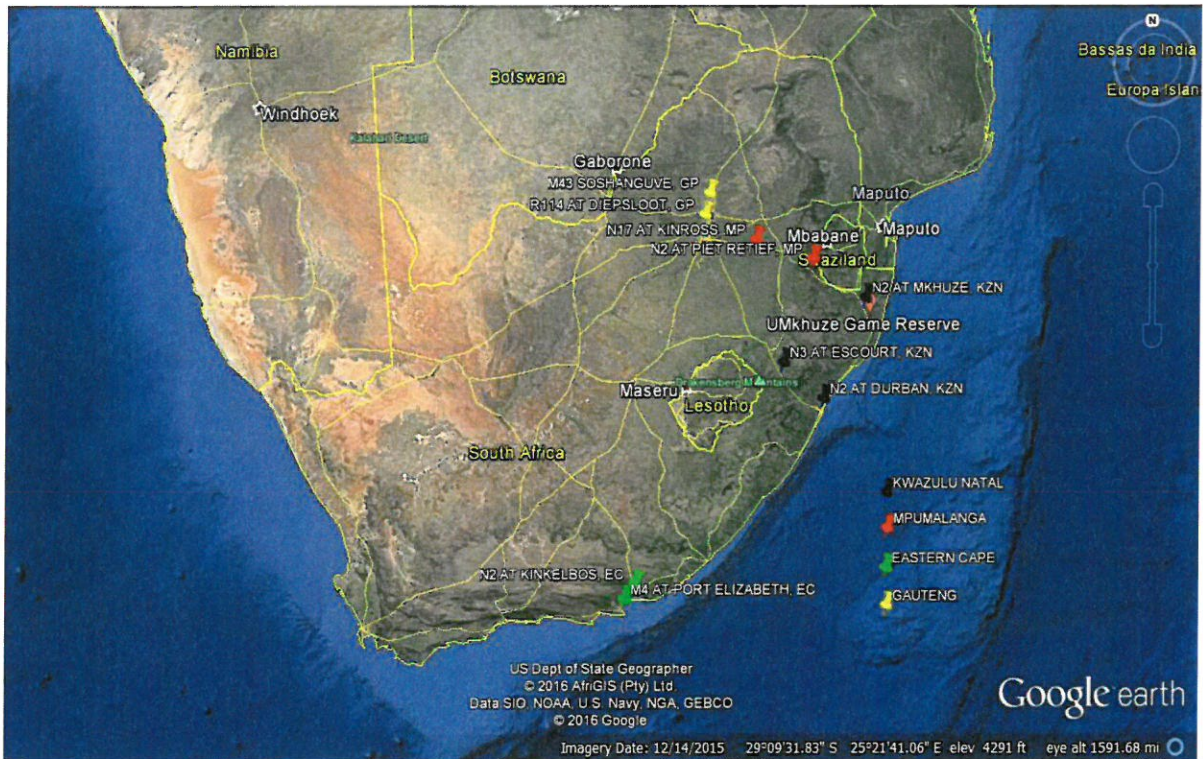 N
Bassas da India
Namibia
Botswana
Europa Islan
Windhoek
Kalahari Desert
Gaborone
M43 SOSHANGUVE, GP
Maputo
R114 AT DIEPSLOOT, GP
N17 AT KINROSS, MP
Mbabane
Maputo
N2 AT PIET RETIEF, MP
Swaziland
N2 AT MKHUZE, KZN
UMkhuze Game Reserve
N3 AT ESCOURT, KZN
Drakensberg Mountains
Maseru
N2 AT DURBAN, KZN
Lesotho
South Africa
KWAZULU NATAL
MPUMALANGA
EASTERN CAPE
N2 AT KINKELBOS, EC
M4 AT PORT ELIZABETH, EC
GAUTENG
US Dept of State Geographer
© 2016 AfriGIS (Pty) Ltd.
Data SIO, NOAA, U.S. Navy, NGA, GEBCO
© 2016 Google
Google earth
Imagery Date: 12/14/2015 29°09'31.83" S 25°21'41.06" E elev 4291 ft eye alt 1591.68 mi